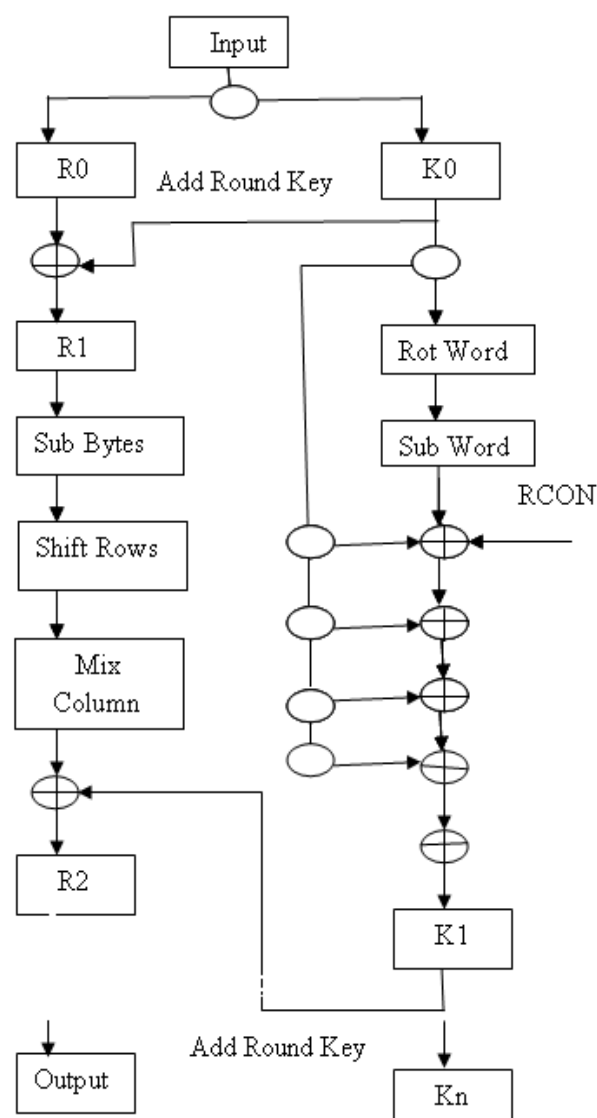 Input
R0
K0
Add Round Key
R1
Rot Word
Sub Bytes
Sub Word
RCON
Shift Rows
Mix
Column
R2
K1
Add Round Key
Output
Kn